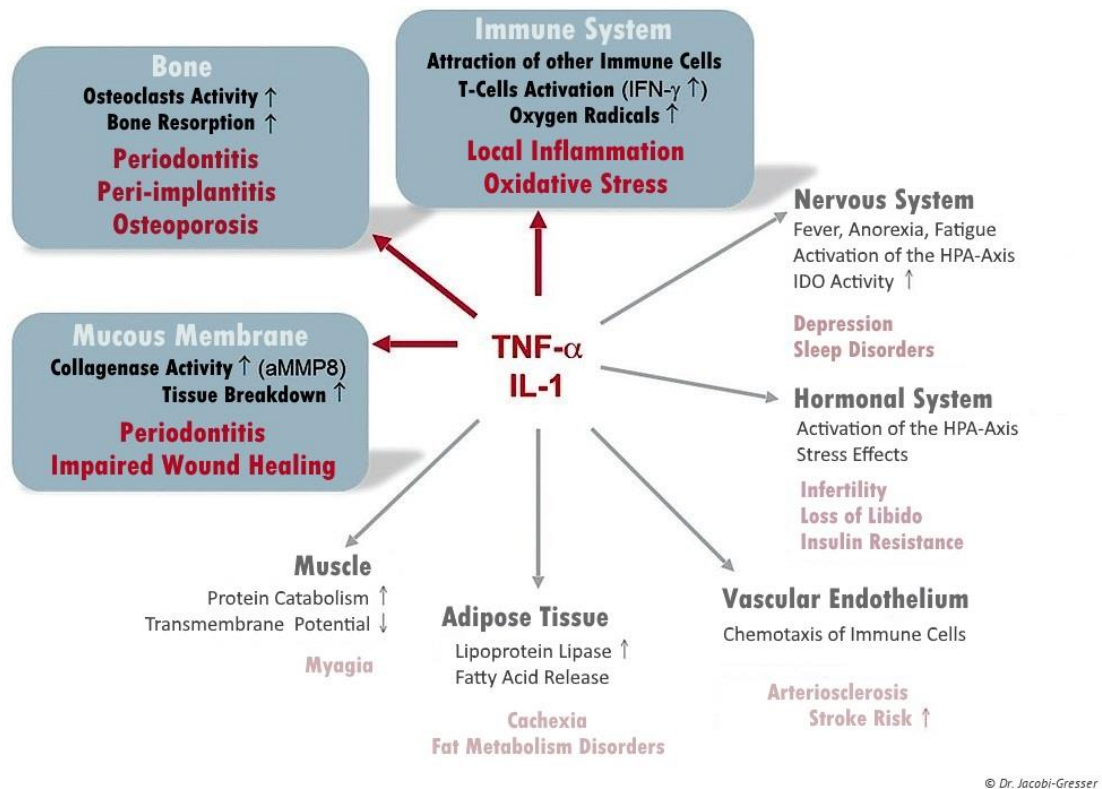 Immune System
Attraction of other Immune Cells
T-Cells Activation (IFN-γ ↑)
Oxygen Radicals ↑
Local Inflammation
Oxidative Stress
Bone
Osteoclasts Activity ↑
Bone Resorption ↑
Periodontitis
Peri-implantitis
Osteoporosis
Nervous System
Fever, Anorexia, Fatigue
Activation of the HPA-Axis
IDO Activity ↑
Depression
Sleep Disorders
Mucous Membrane
Collagenase Activity ↑ (aMMP8)
Tissue Breakdown ↑
Periodontitis
Impaired Wound Healing
TNF-α
IL-1
Hormonal System
Activation of the HPA-Axis
Stress Effects
Infertility
Loss of Libido
Insulin Resistance
Muscle
Protein Catabolism ↑
Transmembrane Potential ↓
Myagia
Adipose Tissue
Lipoprotein Lipase ↑
Fatty Acid Release
Cachexia
Fat Metabolism Disorders
Vascular Endothelium
Chemotaxis of Immune Cells
Arteriosclerosis
Stroke Risk ↑
© Dr. Jacobi-Gresser